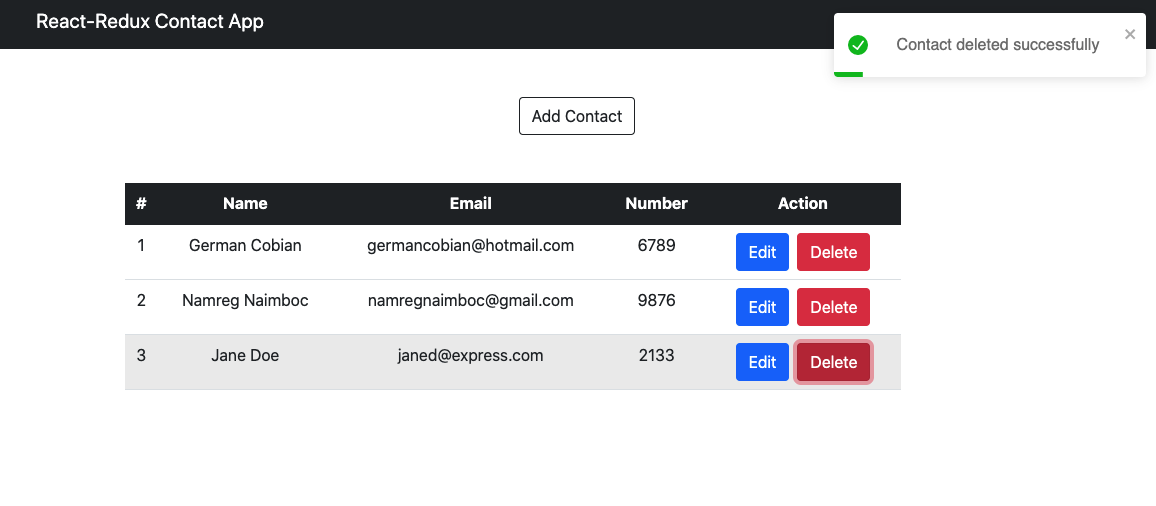 React-Redux Contact App
Contact deleted successfully
Add Contact
# Name Email Number Action
1 German Cobian germancobian@hotmail.com 6789 Edit Delete
2 Namreg Naimboc namregnaimboc@gmail.com 9876 Edit Delete
3 Jane Doe janed@express.com 2133 Edit Delete